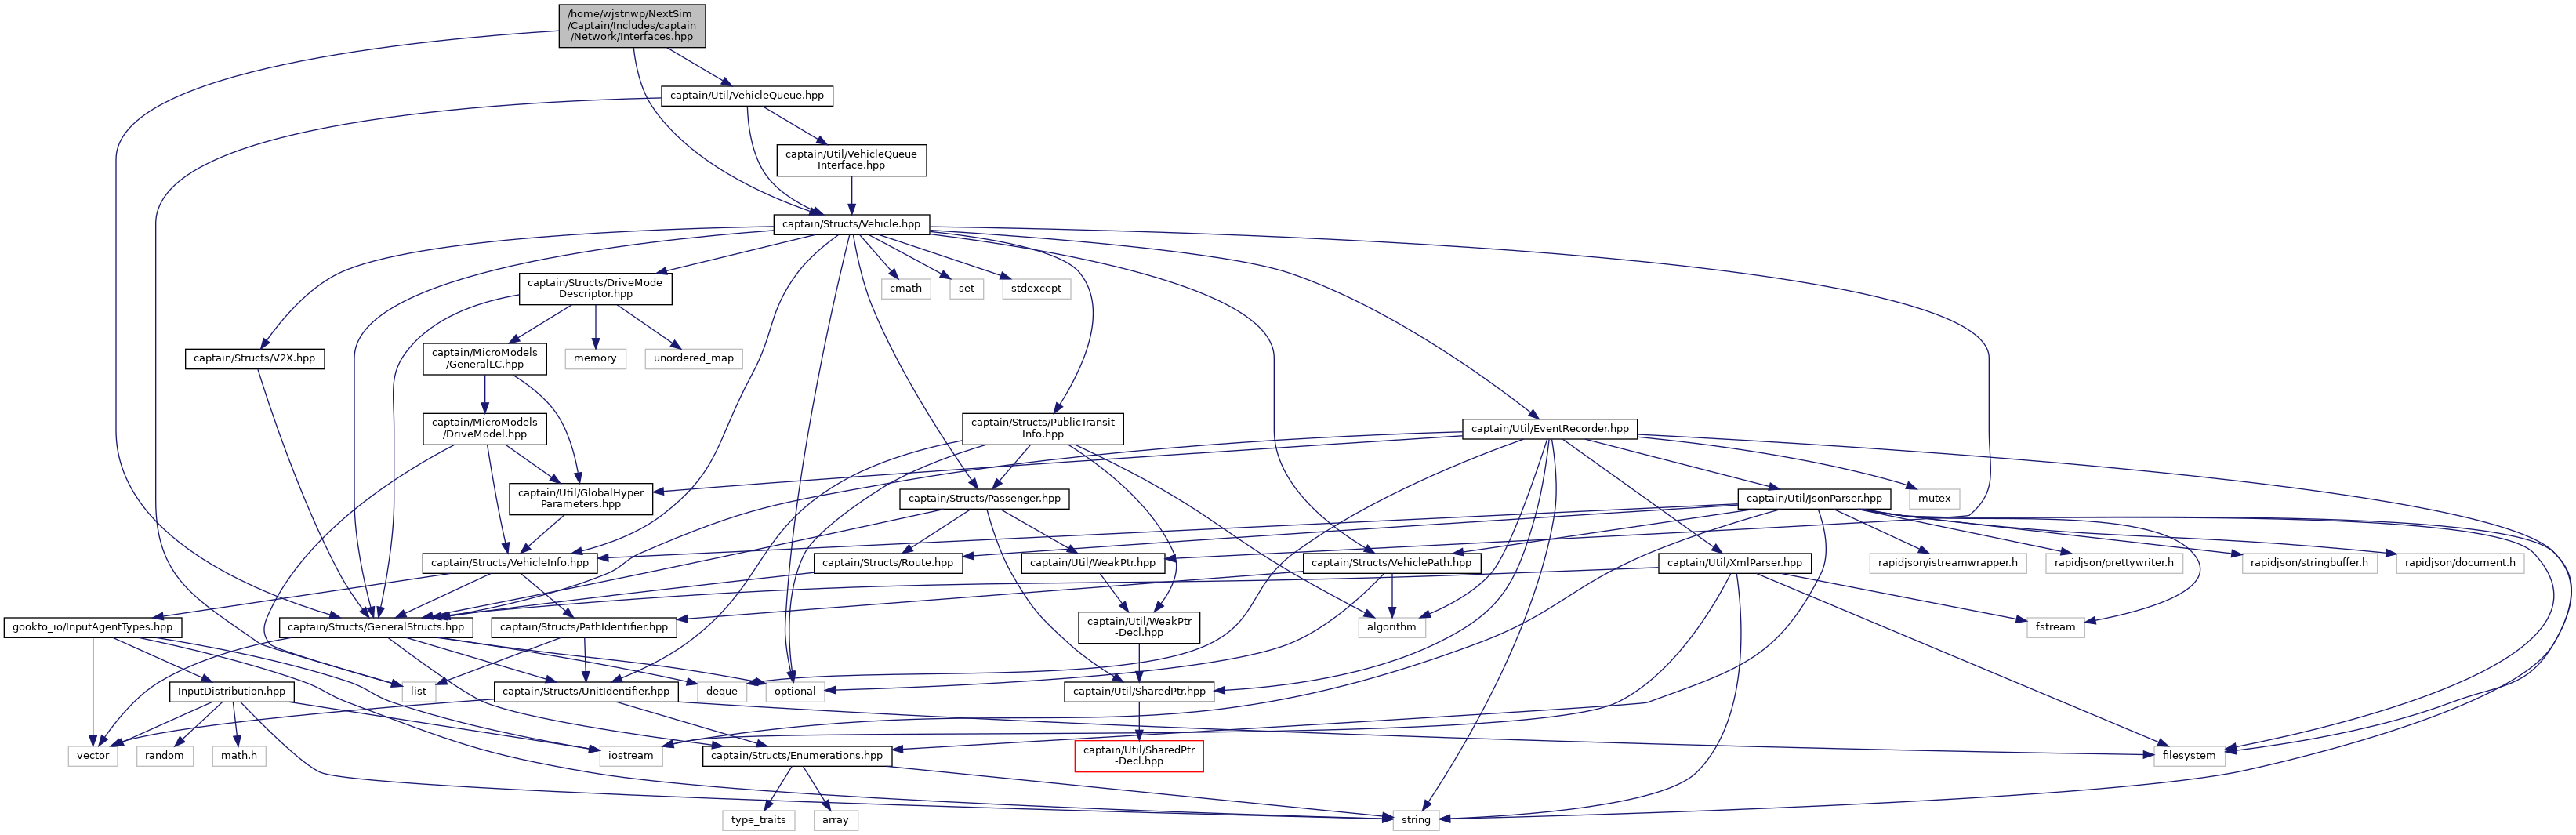 /home/wjstnwp/NextSim
/Captain/Includes/captain
/Network/Interfaces.hpp
captain/Util/VehicleQueue.hpp
captain/Util/VehicleQueue
Interface.hpp
captain/Structs/Vehicle.hpp
captain/Structs/DriveMode
Descriptor.hpp
cmath
set
stdexcept
captain/Structs/V2X.hpp
captain/MicroModels
/GeneralLC.hpp
memory
unordered_map
captain/MicroModels
/DriveModel.hpp
captain/Structs/PublicTransit
Info.hpp
captain/Util/EventRecorder.hpp
captain/Util/GlobalHyper
Parameters.hpp
captain/Structs/Passenger.hpp
captain/Util/JsonParser.hpp
mutex
captain/Structs/VehicleInfo.hpp
captain/Structs/Route.hpp
captain/Util/WeakPtr.hpp
captain/Structs/VehiclePath.hpp
captain/Util/XmlParser.hpp
rapidjson/istreamwrapper.h
rapidjson/prettywriter.h
rapidjson/stringbuffer.h
rapidjson/document.h
gookto_io/InputAgentTypes.hpp
captain/Structs/GeneralStructs.hpp
captain/Structs/PathIdentifier.hpp
captain/Util/WeakPtr
-Decl.hpp
algorithm
fstream
InputDistribution.hpp
list
captain/Structs/UnitIdentifier.hpp
deque
optional
captain/Util/SharedPtr.hpp
vector
random
math.h
iostream
captain/Structs/Enumerations.hpp
captain/Util/SharedPtr
-Decl.hpp
filesystem
type_traits
array
string